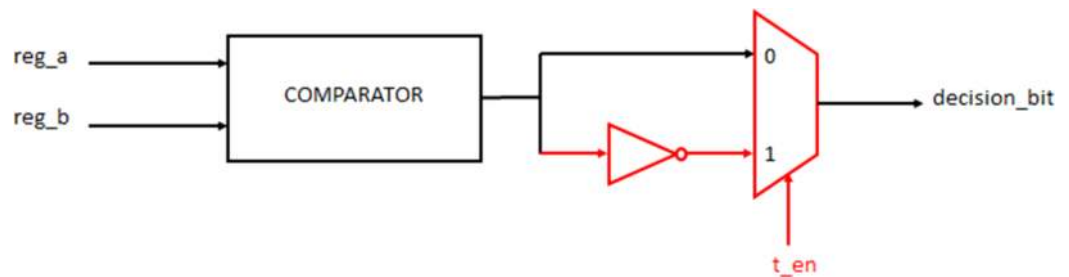 reg_a
reg_b
COMPARATOR
0
1
decision_bit
t_en